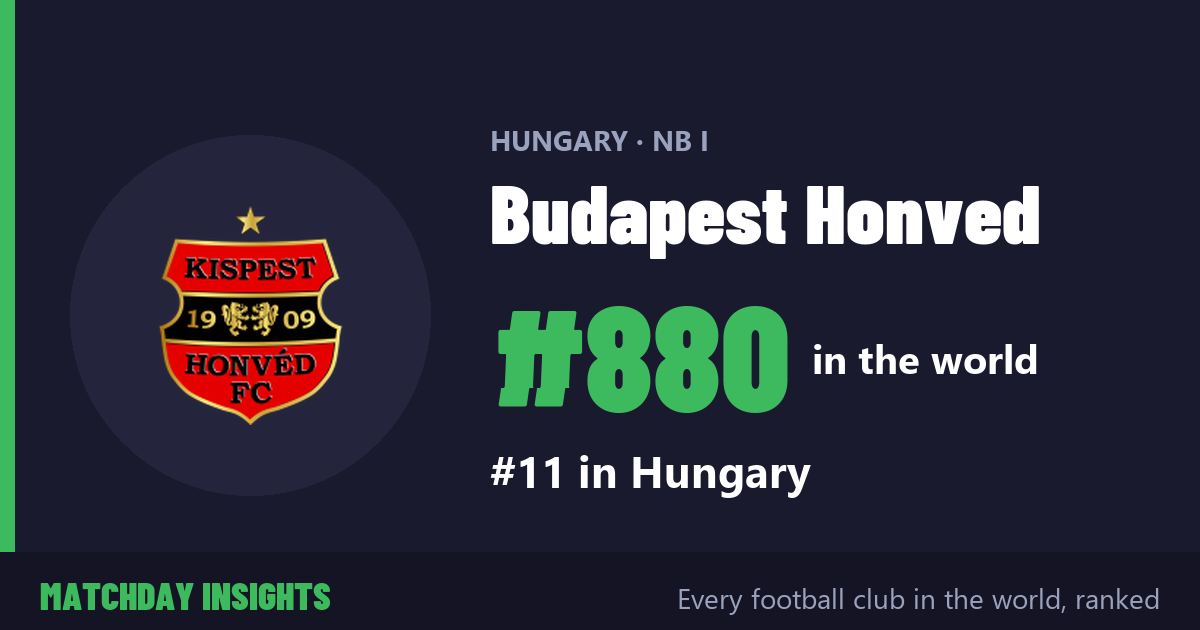 KISPEST
19 09
HONVÉD
FC
HUNGARY · NB I
Budapest Honved
#880 in the world
#11 in Hungary
MATCHDAY INSIGHTS
Every football club in the world, ranked